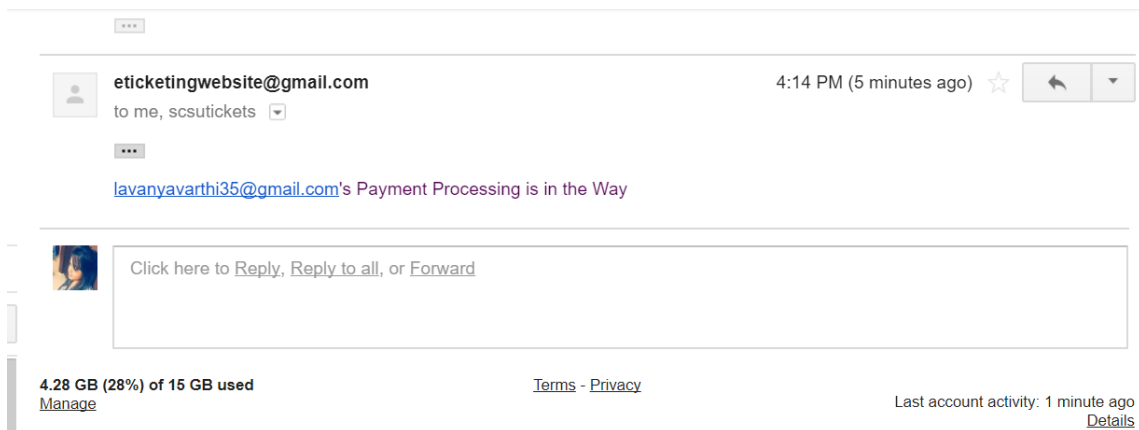 eticketingwebsite@gmail.com 4:14 PM (5 minutes ago)
to me, scsutickets
lavanyavarthi35@gmail.com's Payment Processing is in the Way
Click here to Reply, Reply to all, or Forward
4.28 GB (28%) of 15 GB used
Manage
Terms - Privacy
Last account activity: 1 minute ago
Details